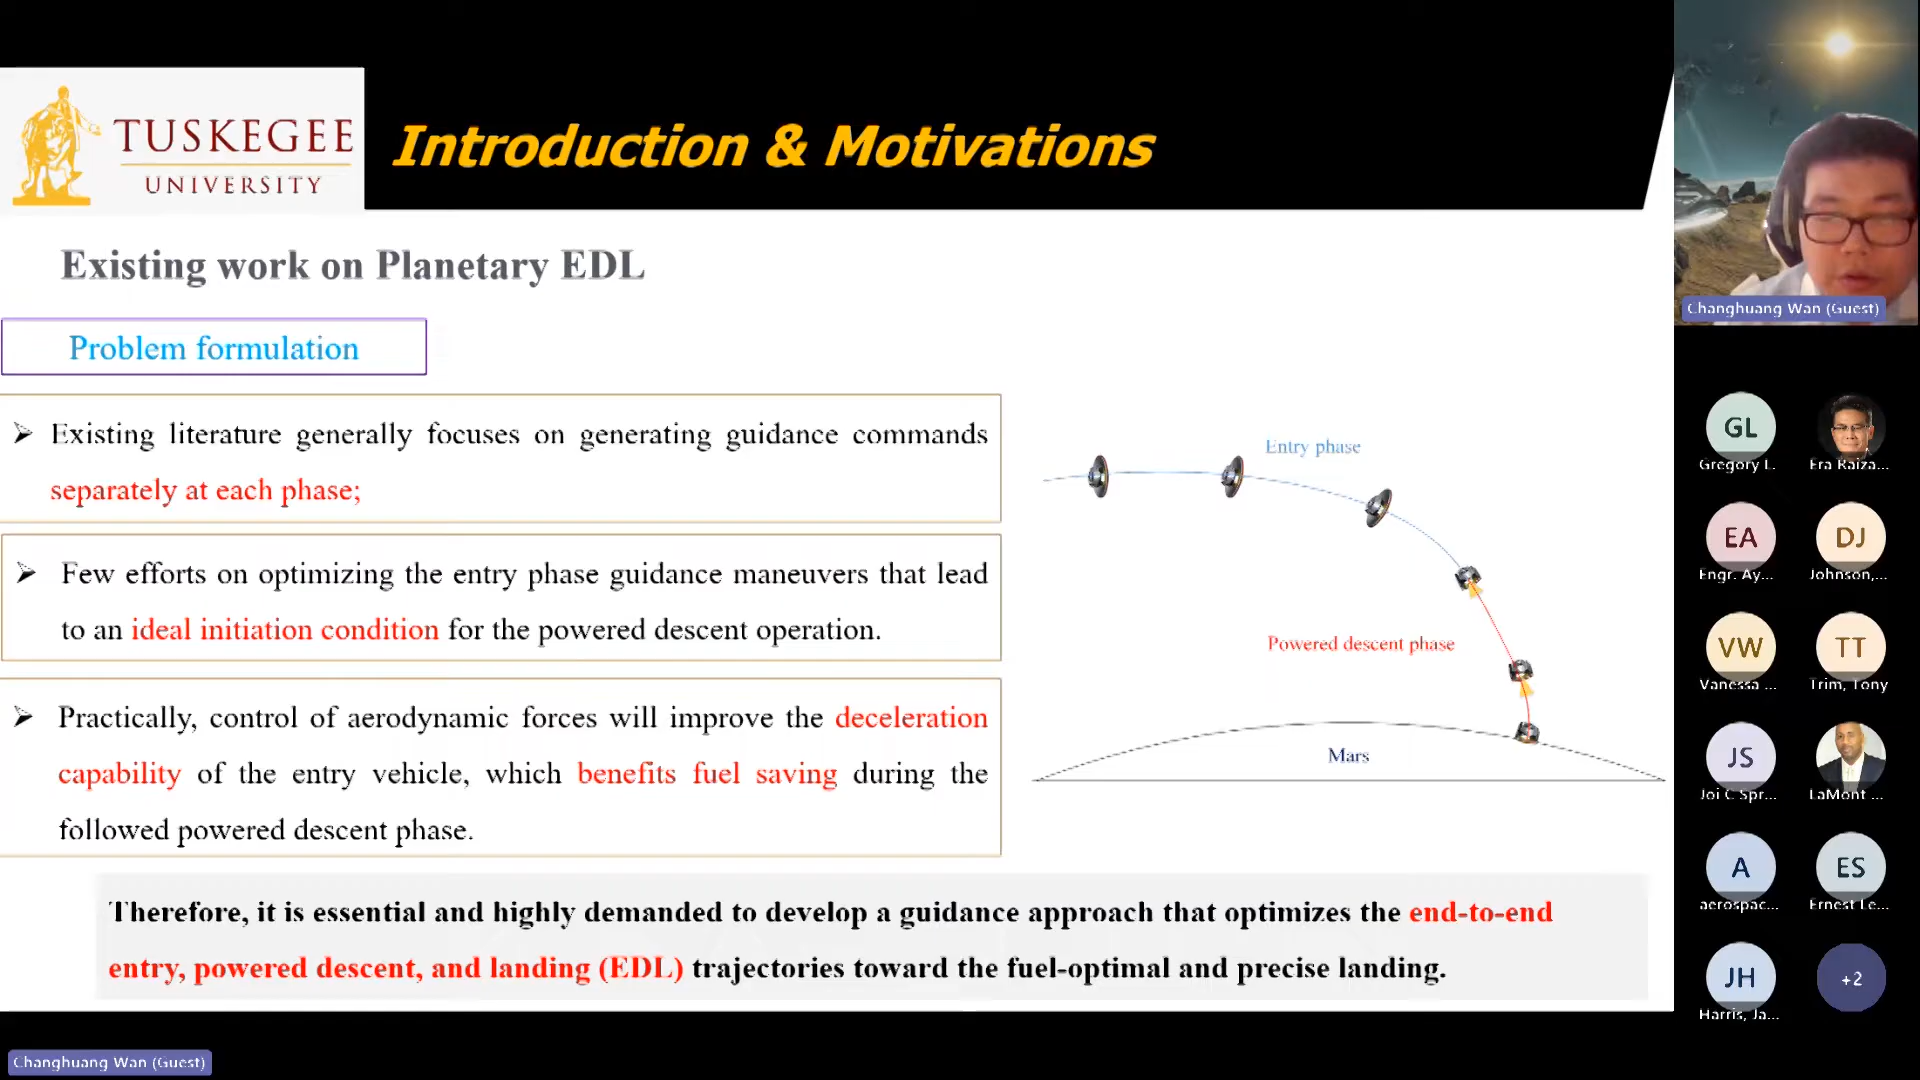 TUSKEGEE
UNIVERSITY
Introduction & Motivations
Existing work on Planetary EDL
Problem formulation
➢ Existing literature generally focuses on generating guidance commands
separately at each phase;
➢ Few efforts on optimizing the entry phase guidance maneuvers that lead
to an ideal initiation condition for the powered descent operation.
➢ Practically, control of aerodynamic forces will improve the deceleration
capability of the entry vehicle, which benefits fuel saving during the
followed powered descent phase.
Entry phase
Powered descent phase
Mars
Therefore, it is essential and highly demanded to develop a guidance approach that optimizes the end-to-end
entry, powered descent, and landing (EDL) trajectories toward the fuel-optimal and precise landing.
Changhuang Wan (Guest)
GL
Gregory L.
Era Raiza...
EA
DJ
Engr. Ay...
Johnson,...
VW
TT
Vanessa ...
Trim, Tony
JS
Joi C Spr...
LaMont ...
A
ES
aerospac...
Ernest Le...
JH
+2
Harris, Ja...
Changhuang Wan (Guest)